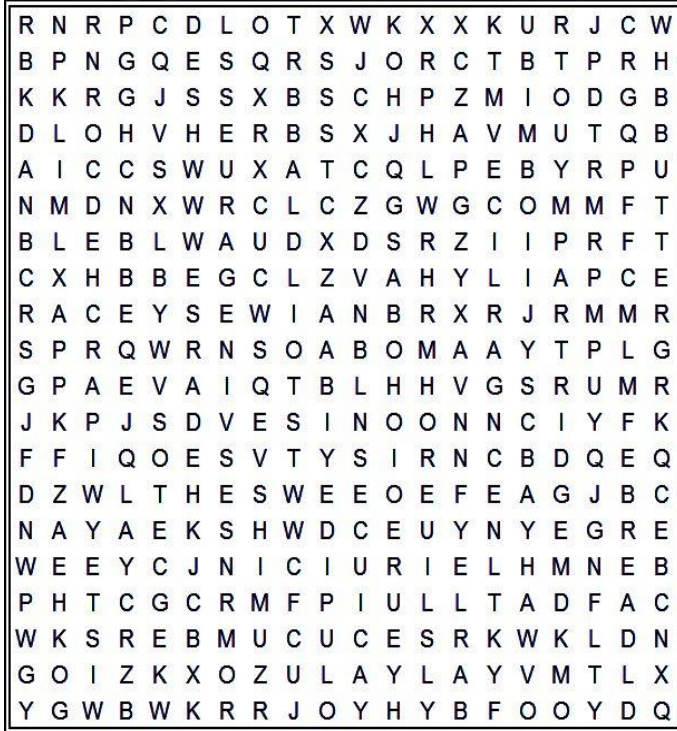 R N R P C D L O T X W K X X K U R J C W
B P N G Q E S Q R S J O R C T B T P R H
K K R G J S S X B S C H P Z M I O D G B
D L O H V H E R B S X J H A V M U T Q B
A I C C S W U X A T C Q L P E B Y R P U
N M D N X W R C L C Z G W G C O M M F T
B L E B L W A U D X D S R Z I I P R F T
C X H B B E G C L Z V A H Y L I A P C E
R A C E Y S E W I A N B R X R J R M M R
S P R Q W R N S O A B O M A A Y T P L G
G P A E V A I Q T B L H H V G S R U M R
J K P J S D V E S I N O O N N C I Y F K
F F I Q O E S V T Y S I R N C B D Q E Q
D Z W L T H E S W E E O E F E A G J B C
N A Y A E K S H W D C E U Y N Y E G R E
W E E Y C J N I C I U R I E L H M N E B
P H T C G C R M F P I U L L T A D F A C
W K S R E B M U C U C E S R K W K L D N
G O I Z K X O Z U L A Y L A Y V M T L X
Y G W B W K R R J O Y H Y B F O O Y D Q